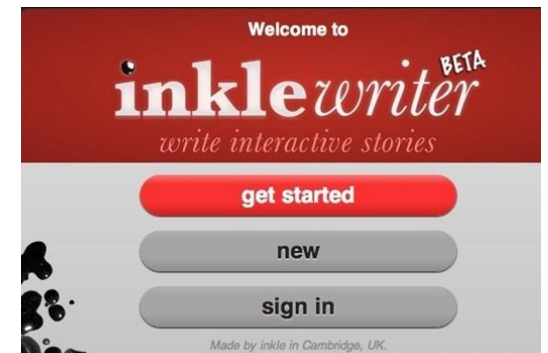 Welcome to
inklewriter BETA
write interactive stories
get started
new
sign in
Made by inkle in Cambridge, UK.